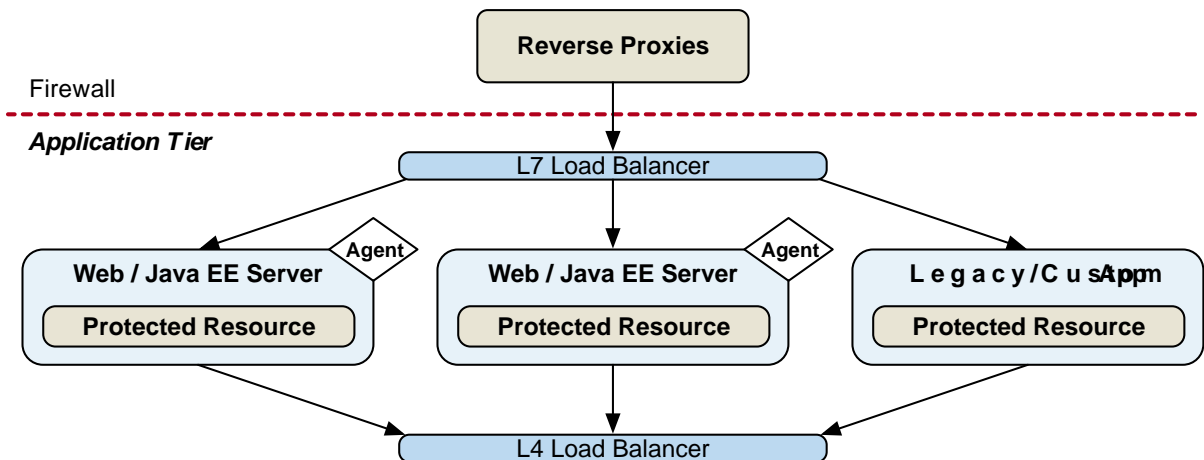 Reverse Proxies
Firewall
Application Tier
L7 Load Balancer
Agent
Agent
Web / Java EE Server
Web / Java EE Server
Legacy/Custom App
Protected Resource
Protected Resource
Protected Resource
L4 Load Balancer